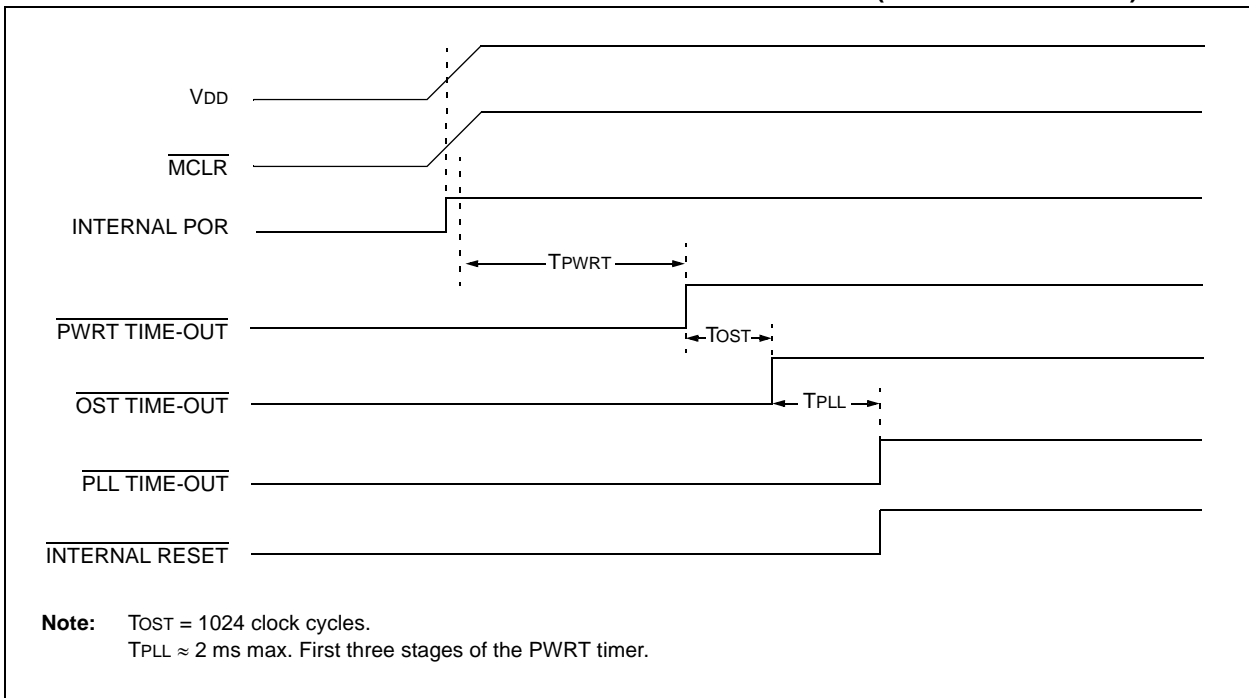 VDD
MCLR
INTERNAL POR
TPWRT
PWRT TIME-OUT
TOST
OST TIME-OUT
TPLL
PLL TIME-OUT
INTERNAL RESET
Note: TOST = 1024 clock cycles.
TPLL ≈ 2 ms max. First three stages of the PWRT timer.